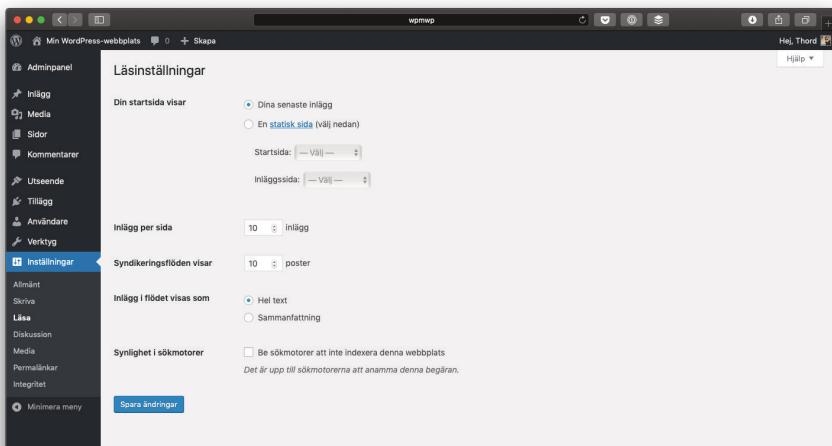 wpmwp
Min WordPress-webbplats 0 + Skapa
Hej, Thord
Hjälp
Adminpanel
Inlägg
Media
Sidor
Kommentarer
Utseende
Tillägg
Användare
Verktyg
Inställningar
Allmänt
Skriva
Läsa
Diskussion
Media
Permalänkar
Integritet
Minimera meny
Läsinställningar
Din startsida visar
Dina senaste inlägg
En statisk sida (välj nedan)
Startsida: — Välj —
Inläggssida: — Välj —
Inlägg per sida 10 inlägg
Syndikeringsflöden visar 10 poster
Inlägg i flödet visas som
Hel text
Sammanfattning
Synlighet i sökmotorer
Be sökmotorer att inte indexera denna webbplats
Det är upp till sökmotorerna att anamma denna begäran.
Spara ändringar